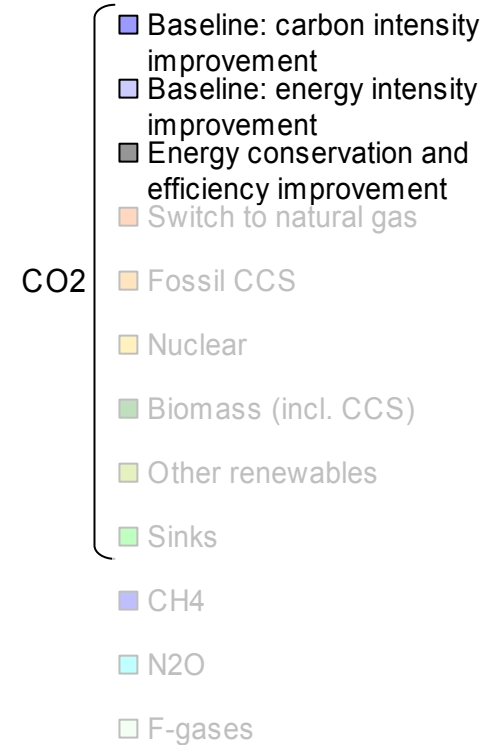 Baseline: carbon intensity
improvement
Baseline: energy intensity
improvement
Energy conservation and
efficiency improvement
Switch to natural gas
CO2
Fossil CCS
Nuclear
Biomass (incl. CCS)
Other renewables
Sinks
CH4
N2O
F-gases